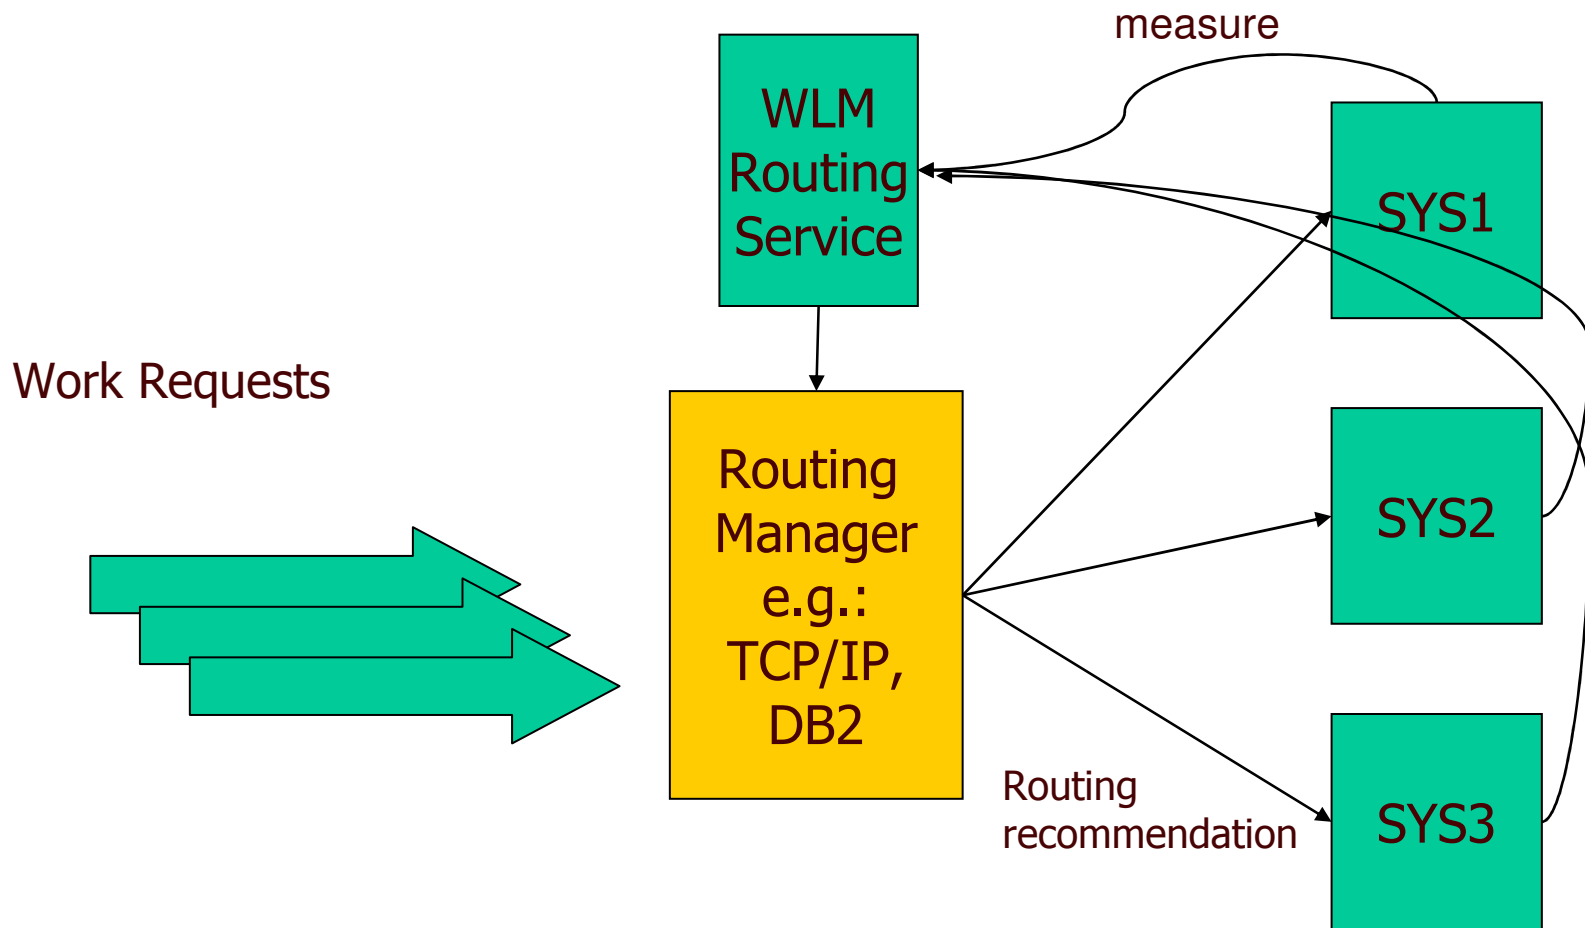 measure
WLM
Routing
Service
SYS1
Work Requests
Routing
Manager
e.g.:
TCP/IP,
DB2
SYS2
Routing
recommendation
SYS3